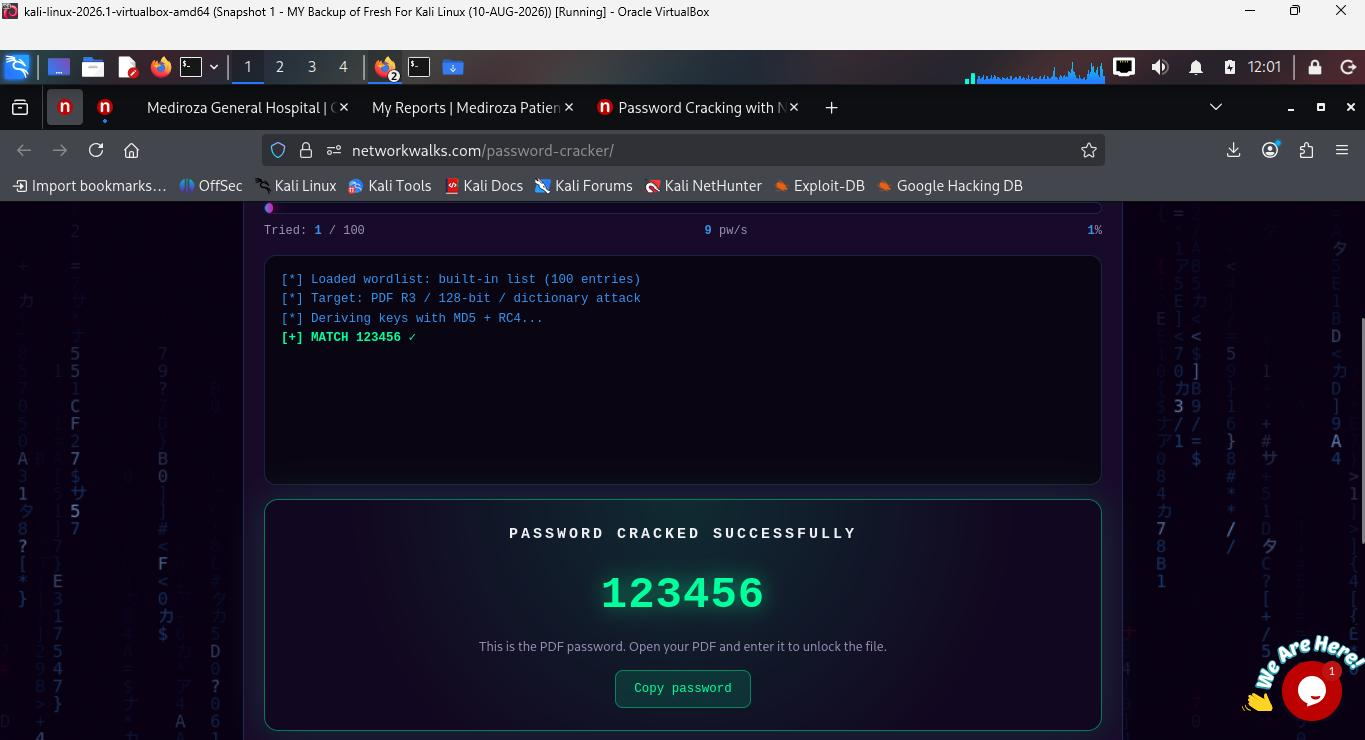 kali-linux-2026.1-virtualbox-amd64 (Snapshot 1 - MY Backup of Fresh For Kali Linux (10-AUG-2026)) [Running] - Oracle VirtualBox
1 2 3 4 2 12:01
Mediroza General Hospital | My Reports | Mediroza Patien Password Cracking with
networkwalks.com/password-cracker/
Import bookmarks... OffSec Kali Linux Kali Tools Kali Docs Kali Forums Kali NetHunter Exploit-DB Google Hacking DB
Tried: 1 / 100 9 pw/s 1%
[*] Loaded wordlist: built-in list (100 entries)
[*] Target: PDF R3 / 128-bit / dictionary attack
[*] Deriving keys with MD5 + RC4...
[+] MATCH 123456 ✓
PASSWORD CRACKED SUCCESSFULLY
123456
This is the PDF password. Open your PDF and enter it to unlock the file.
Copy password
We Are Here!
1